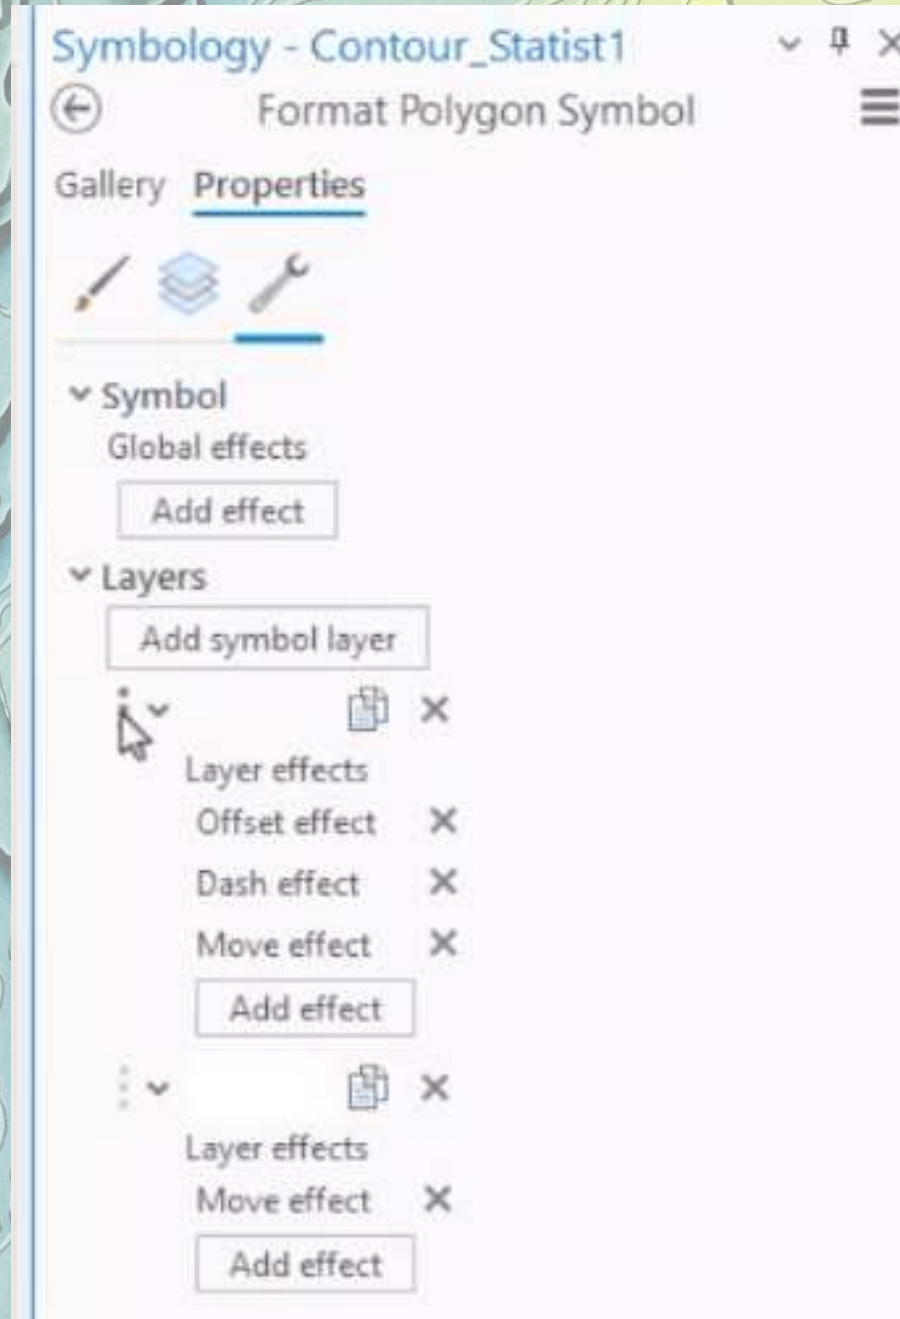 Symbology - Contour_Statist1
Format Polygon Symbol
Gallery Properties
Symbol
Global effects
Add effect
Layers
Add symbol layer
Layer effects
Offset effect
Dash effect
Move effect
Add effect
Layer effects
Move effect
Add effect